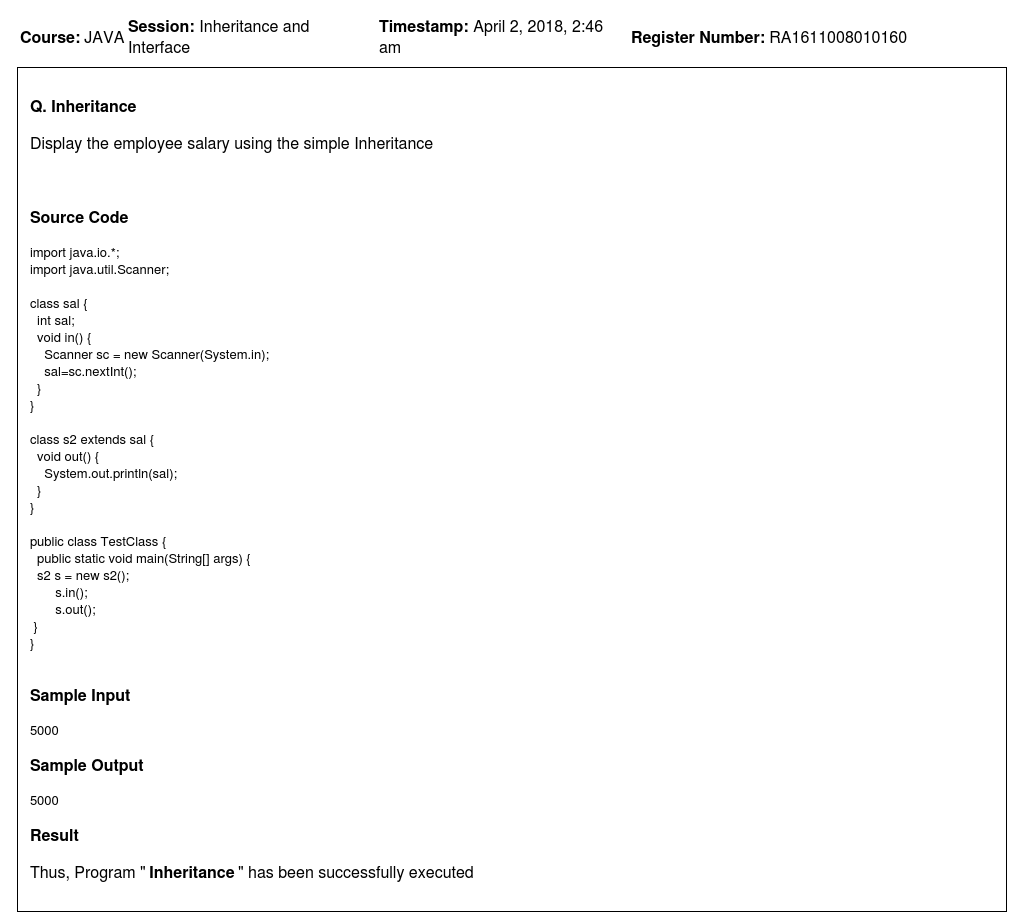 Course: JAVA Session: Inheritance and Interface Timestamp: April 2, 2018, 2:46 am Register Number: RA1611008010160
Q. Inheritance
Display the employee salary using the simple Inheritance
Source Code
import java.io.*;
import java.util.Scanner;
class sal {
int sal;
void in() {
Scanner sc = new Scanner(System.in);
sal=sc.nextInt();
}
}
class s2 extends sal {
void out() {
System.out.println(sal);
}
}
public class TestClass {
public static void main(String[] args) {
s2 s = new s2();
s.in();
s.out();
}
}
Sample Input
5000
Sample Output
5000
Result
Thus, Program " Inheritance " has been successfully executed